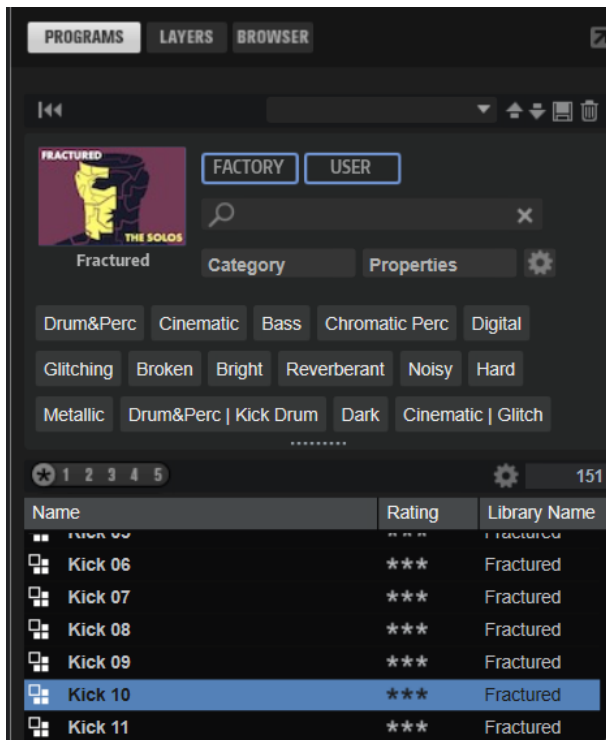 PROGRAMS LAYERS BROWSER
FRACTURED
THE SOLOS
Fractured
FACTORY USER
Category Properties
Drum&Perc Cinematic Bass Chromatic Perc Digital
Glitching Broken Bright Reverberant Noisy Hard
Metallic Drum&Perc | Kick Drum Dark Cinematic | Glitch
1 2 3 4 5 151
Name Rating Library Name
Kick 06 *** Fractured
Kick 07 *** Fractured
Kick 08 *** Fractured
Kick 09 *** Fractured
Kick 10 *** Fractured
Kick 11 *** Fractured